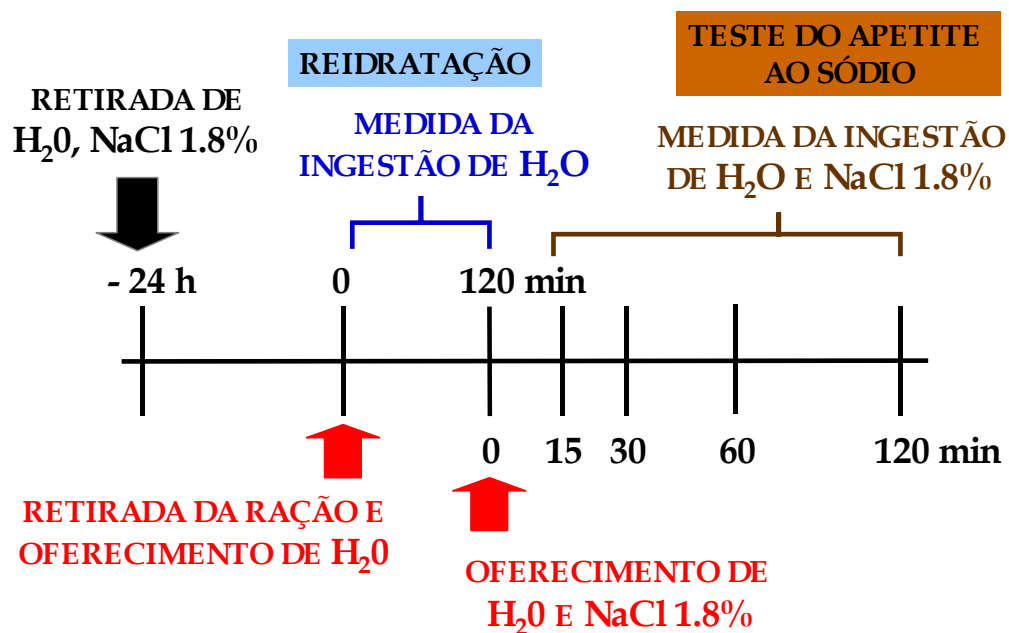 REIDRATAÇÃO
TESTE DO APETITE
AO SÓDIO
RETIRADA DE
H₂0, NaCl 1.8%
MEDIDA DA
INGESTÃO DE H₂O
MEDIDA DA INGESTÃO
DE H₂O E NaCl 1.8%
- 24 h 0 120 min
0 15 30 60 120 min
RETIRADA DA RAÇÃO E
OFERECIMENTO DE H₂0
OFERECIMENTO DE
H₂0 E NaCl 1.8%